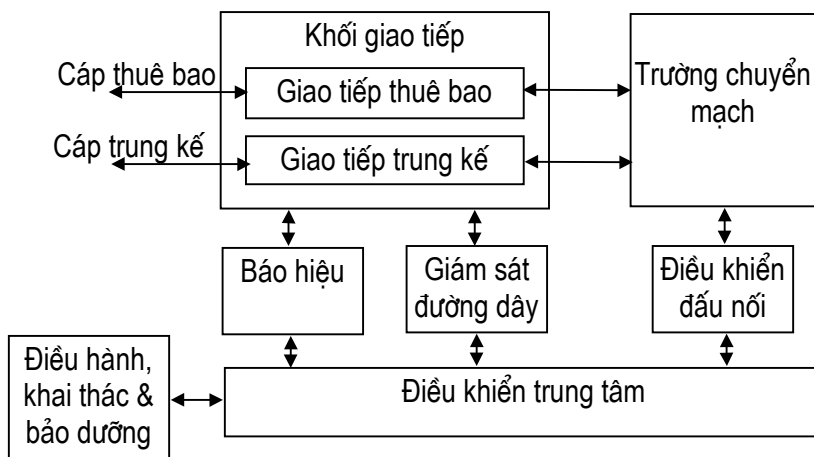 Khối giao tiếp
Cáp thuê bao
Giao tiếp thuê bao
Trường chuyển
mạch
Cáp trung kế
Giao tiếp trung kế
Báo hiệu
Giám sát
đường dây
Điều khiển
đấu nối
Điều hành,
khai thác &
bảo dưỡng
Điều khiển trung tâm